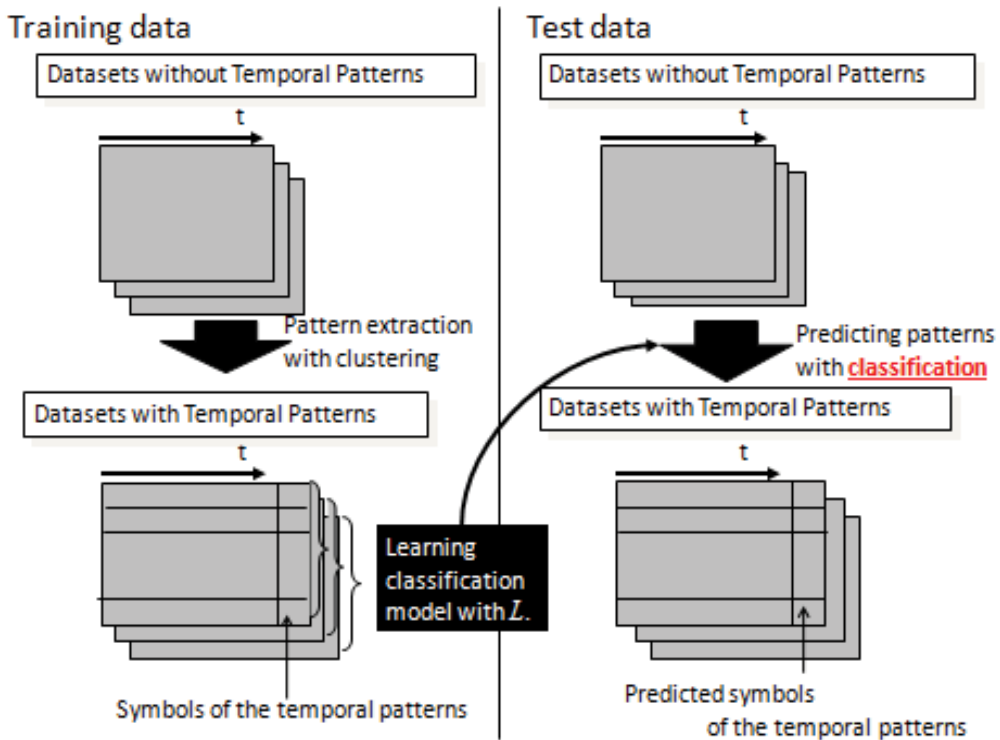 Training data
Datasets without Temporal Patterns
t
Pattern extraction
with clustering
Datasets with Temporal Patterns
t
Symbols of the temporal patterns
Learning
classification
model with L.
Test data
Datasets without Temporal Patterns
t
Predicting patterns
with classification
Datasets with Temporal Patterns
t
Predicted symbols
of the temporal patterns